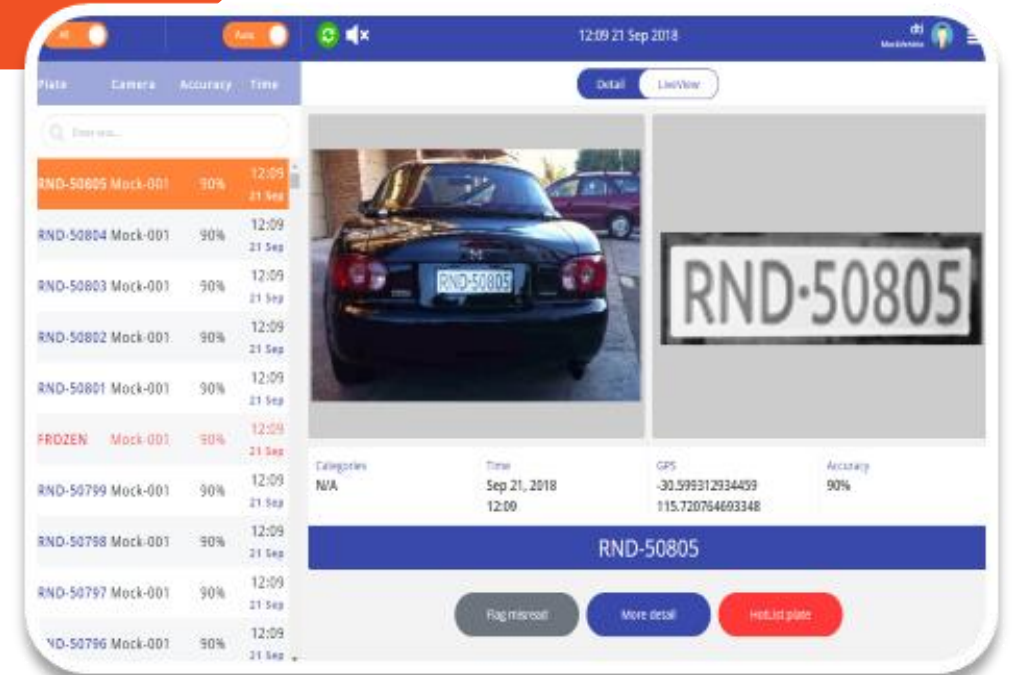 All
Auto
12:09 21 Sep 2018
dti
Plate Camera Accuracy Time
Detail LiveView
RND-50805 Mock-001 90% 12:09
21 Sep
RND-50804 Mock-001 90% 12:09
21 Sep
RND-50803 Mock-001 90% 12:09
21 Sep
RND-50802 Mock-001 90% 12:09
21 Sep
RND-50801 Mock-001 90% 12:09
21 Sep
FROZEN Mock-001 90% 12:09
21 Sep
RND-50799 Mock-001 90% 12:09
21 Sep
RND-50798 Mock-001 90% 12:09
21 Sep
RND-50797 Mock-001 90% 12:09
21 Sep
RND-50796 Mock-001 90% 12:09
21 Sep
RND-50805
RND·50805
Categories Time GPS Accuracy
N/A Sep 21, 2018 -30.599312934459 90%
12:09 115.720764693348
RND-50805
Flag misread More detail HotList plate